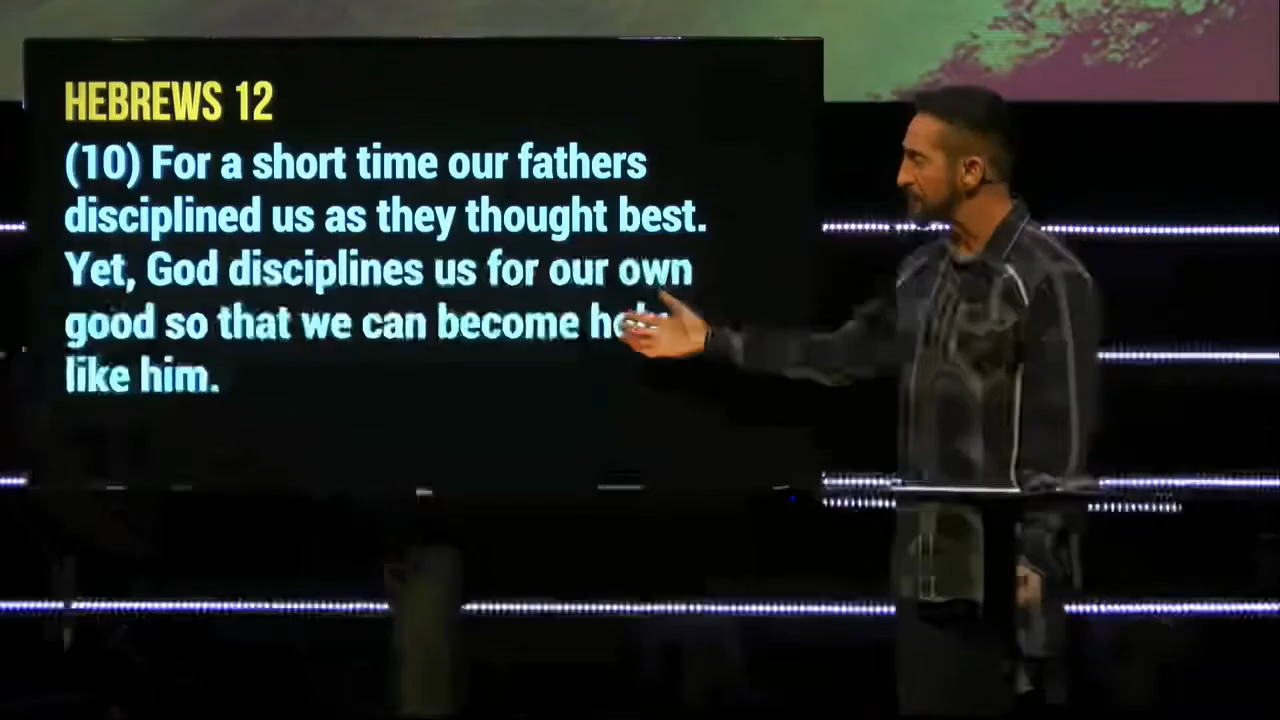 HEBREWS 12
(10) For a short time our fathers
disciplined us as they thought best.
Yet, God disciplines us for our own
good so that we can become
like him.